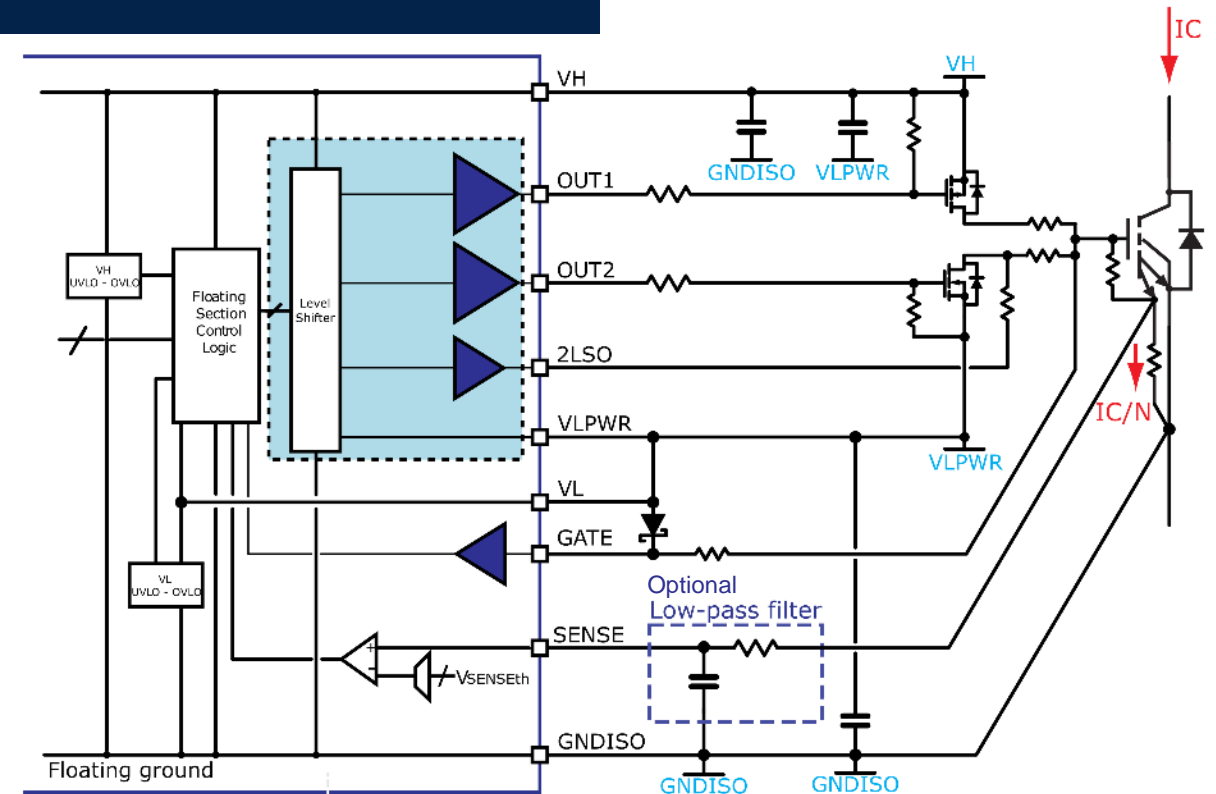 IC
VH
VH
GNDISO
VLPWR
OUT1
VH
UVLO - OVLO
Floating
Section
Control
Logic
Level
Shifter
OUT2
2LSO
IC/N
VLPWR
VLPWR
VL
GATE
VL
UVLO - OVLO
Optional
Low-pass filter
SENSE
+
-
VSENSEth
GNDISO
Floating ground
GNDISO
GNDISO